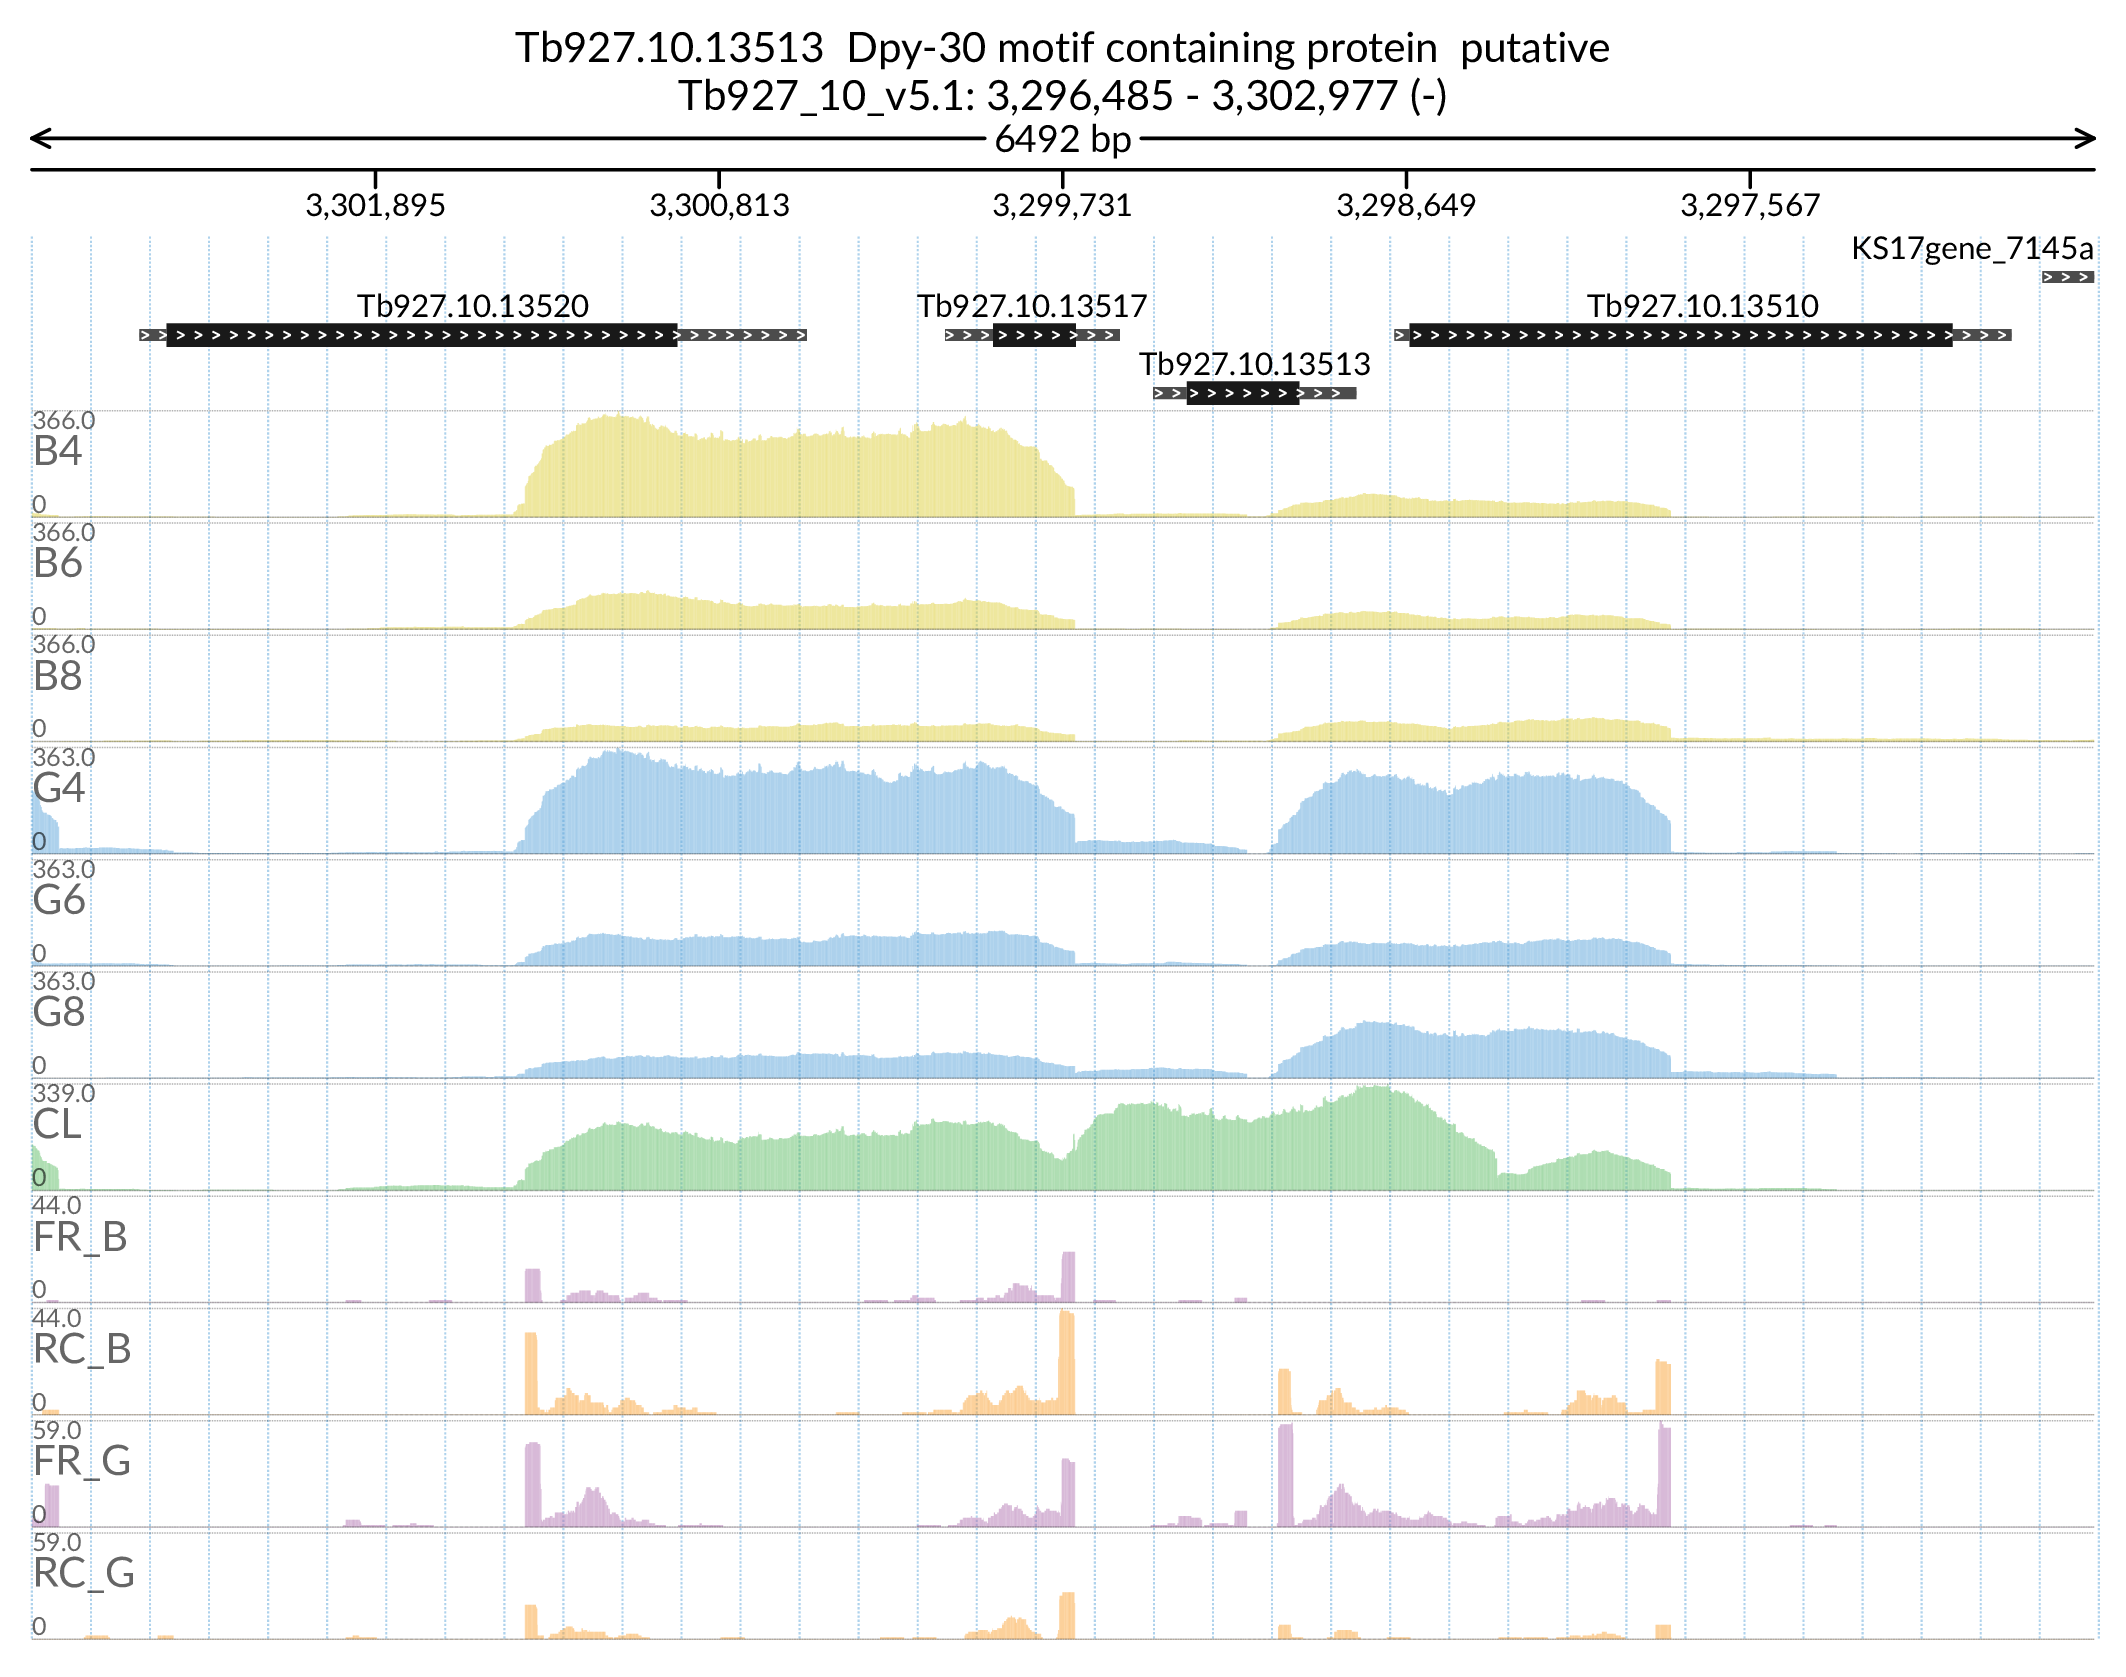 Tb927.10.13513 Dpy-30 motif containing protein putative
Tb927_10_v5.1: 3,296,485 - 3,302,977 (-)
6492 bp
3,301,895 3,300,813 3,299,731 3,298,649 3,297,567
KS17gene_7145a
Tb927.10.13520 Tb927.10.13517 Tb927.10.13510
Tb927.10.13513
366.0
B4
0
366.0
B6
0
366.0
B8
0
363.0
G4
0
363.0
G6
0
363.0
G8
0
339.0
CL
0
44.0
FR_B
0
44.0
RC_B
0
59.0
FR_G
0
59.0
RC_G
0